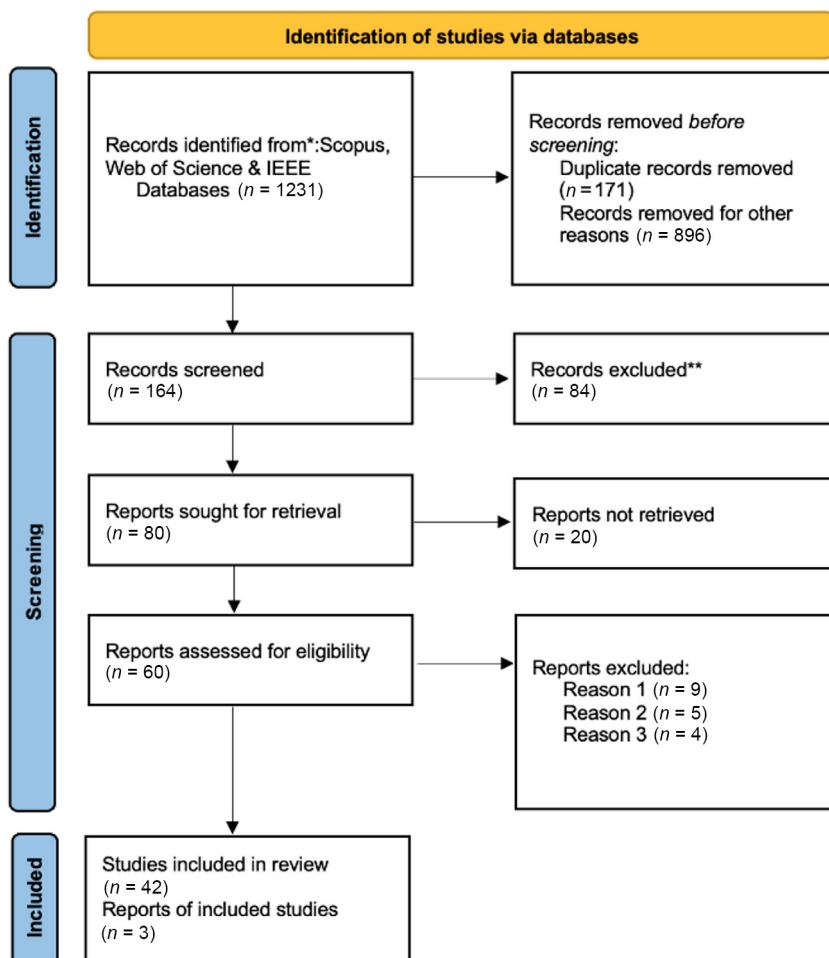 Identification of studies via databases
Identification
Records identified from*:Scopus,
Web of Science & IEEE
Databases (n = 1231)
Records removed before
screening:
Duplicate records removed
(n = 171)
Records removed for other
reasons (n = 896)
Screening
Records screened
(n = 164)
Records excluded**
(n = 84)
Reports sought for retrieval
(n = 80)
Reports not retrieved
(n = 20)
Reports assessed for eligibility
(n = 60)
Reports excluded:
Reason 1 (n = 9)
Reason 2 (n = 5)
Reason 3 (n = 4)
Included
Studies included in review
(n = 42)
Reports of included studies
(n = 3)